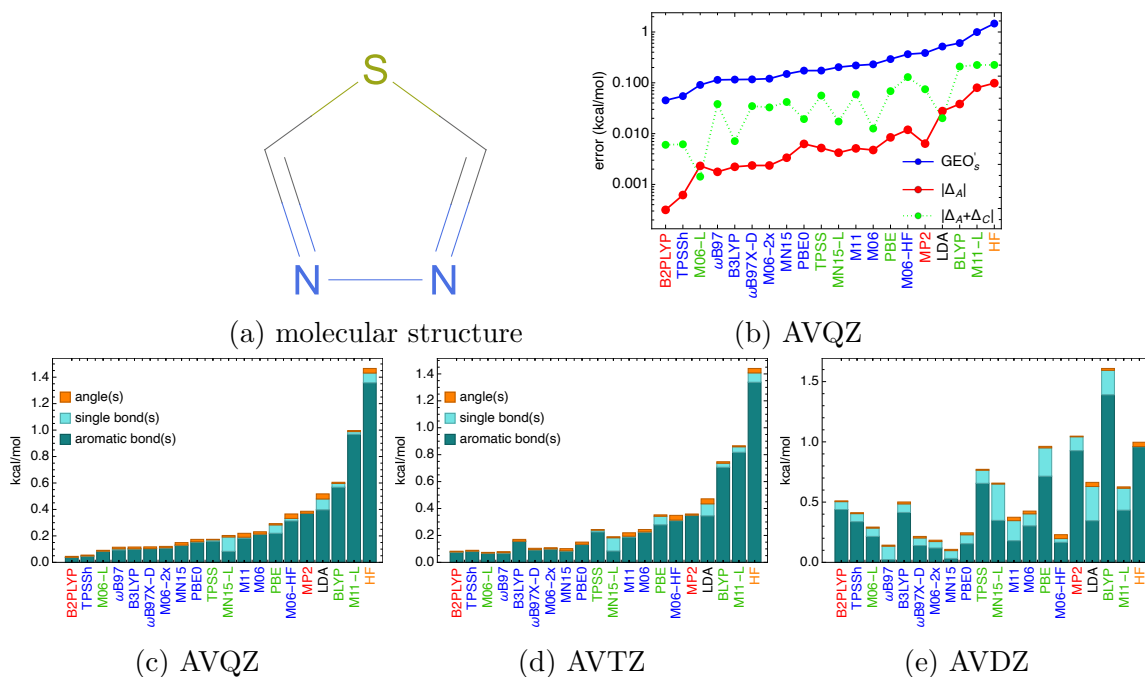 S
N N
(a) molecular structure
error (kcal/mol)
1
0.100
0.010
0.001
GEO's
|Δ_A|
|Δ_A+Δ_C|
B2PLYP
TPSSh
M06-L
ωB97
B3LYP
ωB97X-D
M06-2x
MN15
PBE0
TPSS
MN15-L
M11
M06
PBE
M06-HF
MP2
LDA
BLYP
M11-L
HF
(b) AVQZ
kcal/mol
1.4
1.2
1.0
0.8
0.6
0.4
0.2
0.0
angle(s)
single bond(s)
aromatic bond(s)
B2PLYP
TPSSh
M06-L
ωB97
B3LYP
ωB97X-D
M06-2x
MN15
PBE0
TPSS
MN15-L
M11
M06
PBE
M06-HF
MP2
LDA
BLYP
M11-L
HF
(c) AVQZ
kcal/mol
1.4
1.2
1.0
0.8
0.6
0.4
0.2
0.0
angle(s)
single bond(s)
aromatic bond(s)
B2PLYP
TPSSh
M06-L
ωB97
B3LYP
ωB97X-D
M06-2x
MN15
PBE0
TPSS
MN15-L
M11
M06
PBE
M06-HF
MP2
LDA
BLYP
M11-L
HF
(d) AVTZ
kcal/mol
1.5
1.0
0.5
0.0
B2PLYP
TPSSh
M06-L
ωB97
B3LYP
ωB97X-D
M06-2x
MN15
PBE0
TPSS
MN15-L
M11
M06
PBE
M06-HF
MP2
LDA
BLYP
M11-L
HF
(e) AVDZ